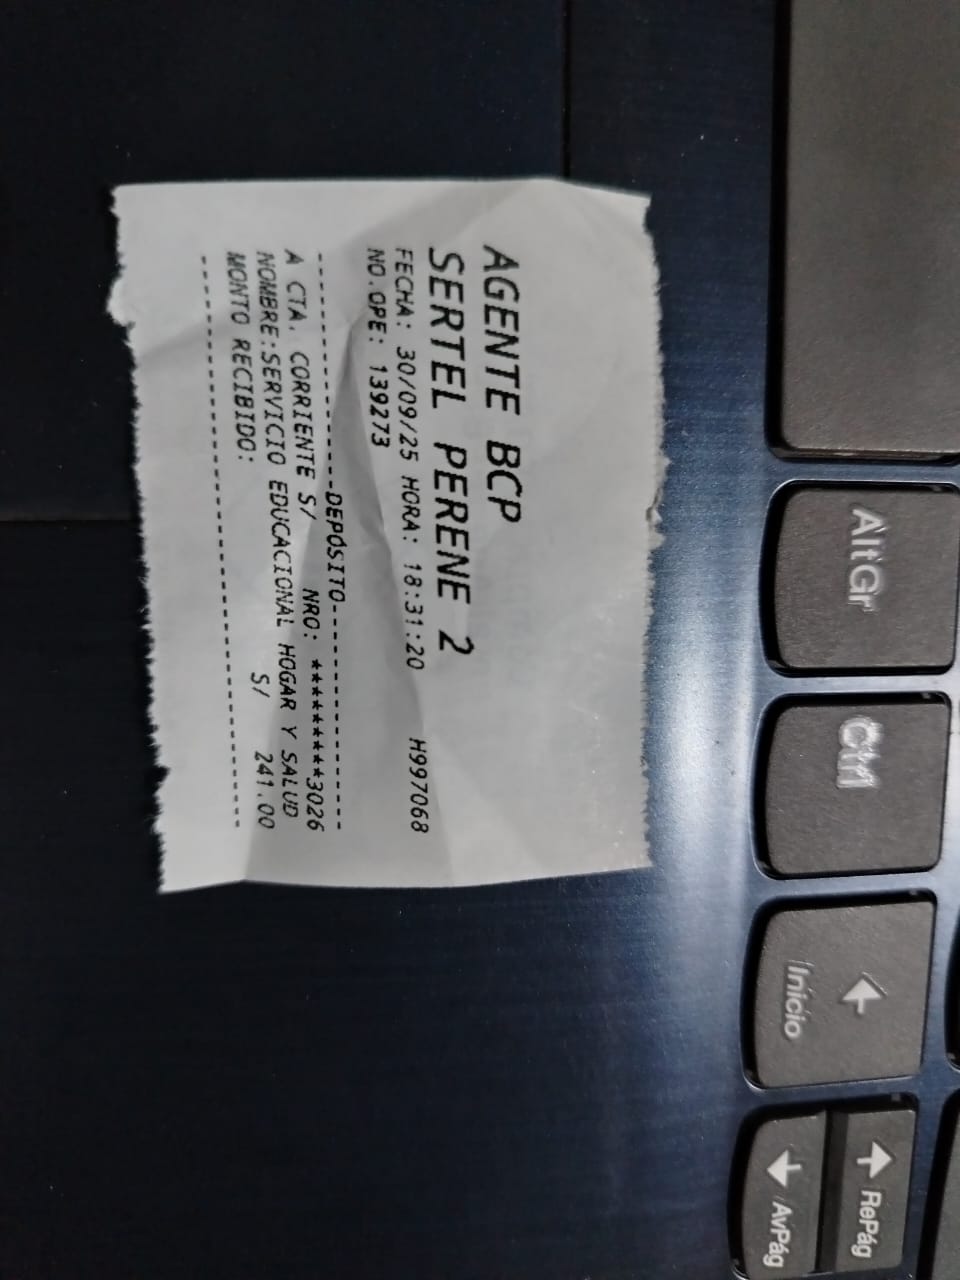 AGENTE BCP
SERTEL PERENE 2
FECHA: 30/09/25 HORA: 18:31:20 H997068
NO.OPE: 139273
--------------------DEPÓSITO--------------------
A CTA. CORRIENTE S/ NRO: *********3026
NOMBRE:SERVICIO EDUCACIONAL HOGAR Y SALUD
MONTO RECIBIDO: S/ 241.00
------------------------------------------------
AltGr
Ctrl
Inicio
RePág
AvPág